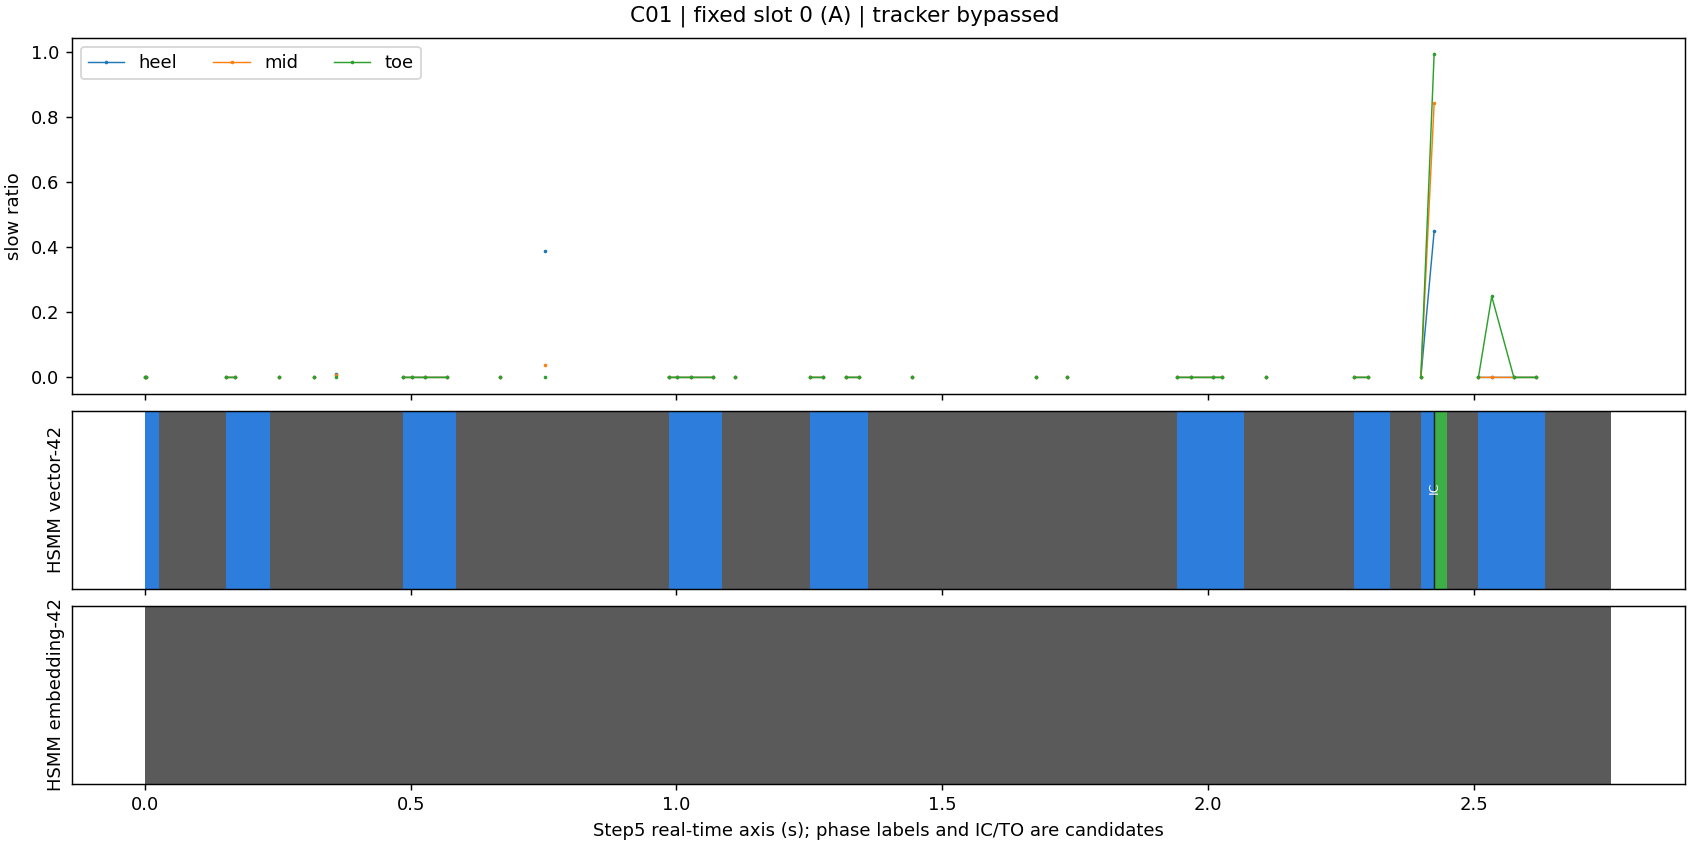 C01 | fixed slot 0 (A) | tracker bypassed
heel mid toe
slow ratio
1.0
0.8
0.6
0.4
0.2
0.0
HSMM vector-42
IC
HSMM embedding-42
0.0 0.5 1.0 1.5 2.0 2.5
Step5 real-time axis (s); phase labels and IC/TO are candidates